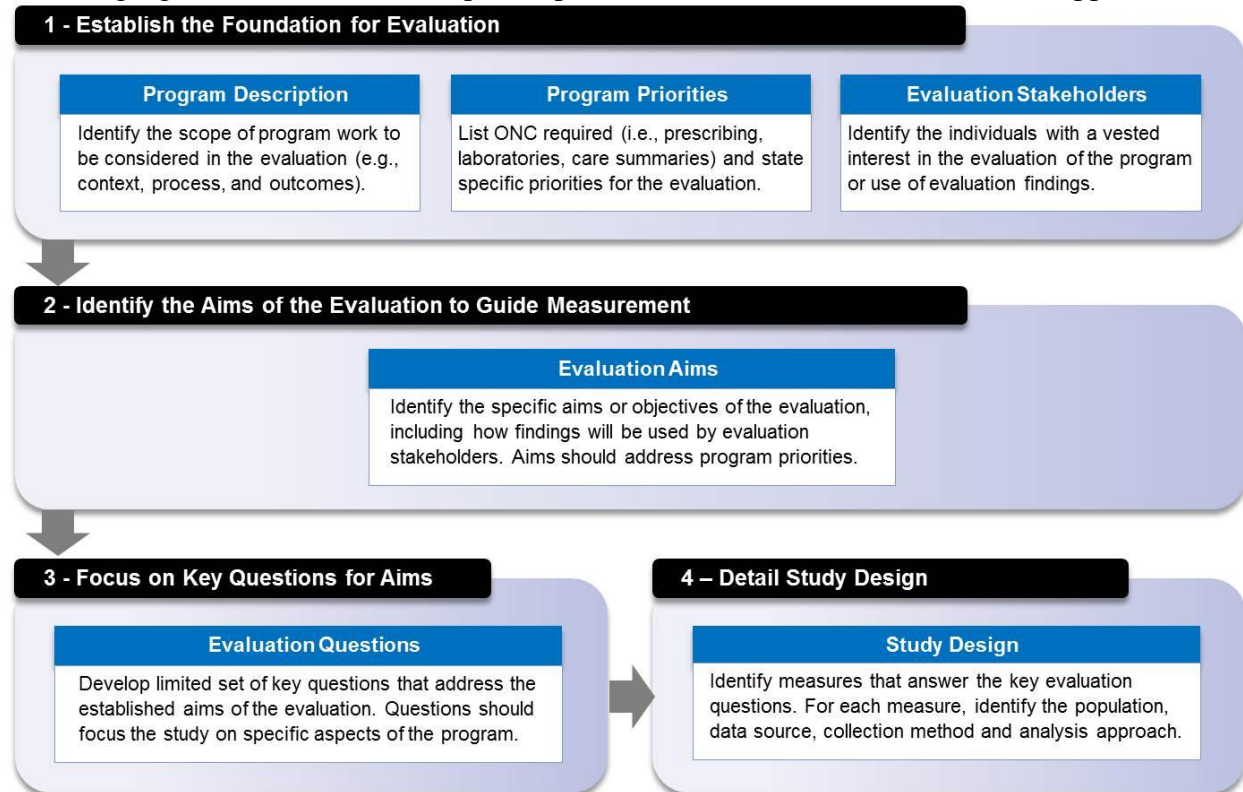 1 - Establish the Foundation for Evaluation
Program Description
Identify the scope of program work to
be considered in the evaluation (e.g.,
context, process, and outcomes).
Program Priorities
List ONC required (i.e., prescribing,
laboratories, care summaries) and state
specific priorities for the evaluation.
Evaluation Stakeholders
Identify the individuals with a vested
interest in the evaluation of the program
or use of evaluation findings.
2 - Identify the Aims of the Evaluation to Guide Measurement
Evaluation Aims
Identify the specific aims or objectives of the evaluation,
including how findings will be used by evaluation
stakeholders. Aims should address program priorities.
3 - Focus on Key Questions for Aims
Evaluation Questions
Develop limited set of key questions that address the
established aims of the evaluation. Questions should
focus the study on specific aspects of the program.
4 – Detail Study Design
Study Design
Identify measures that answer the key evaluation
questions. For each measure, identify the population,
data source, collection method and analysis approach.